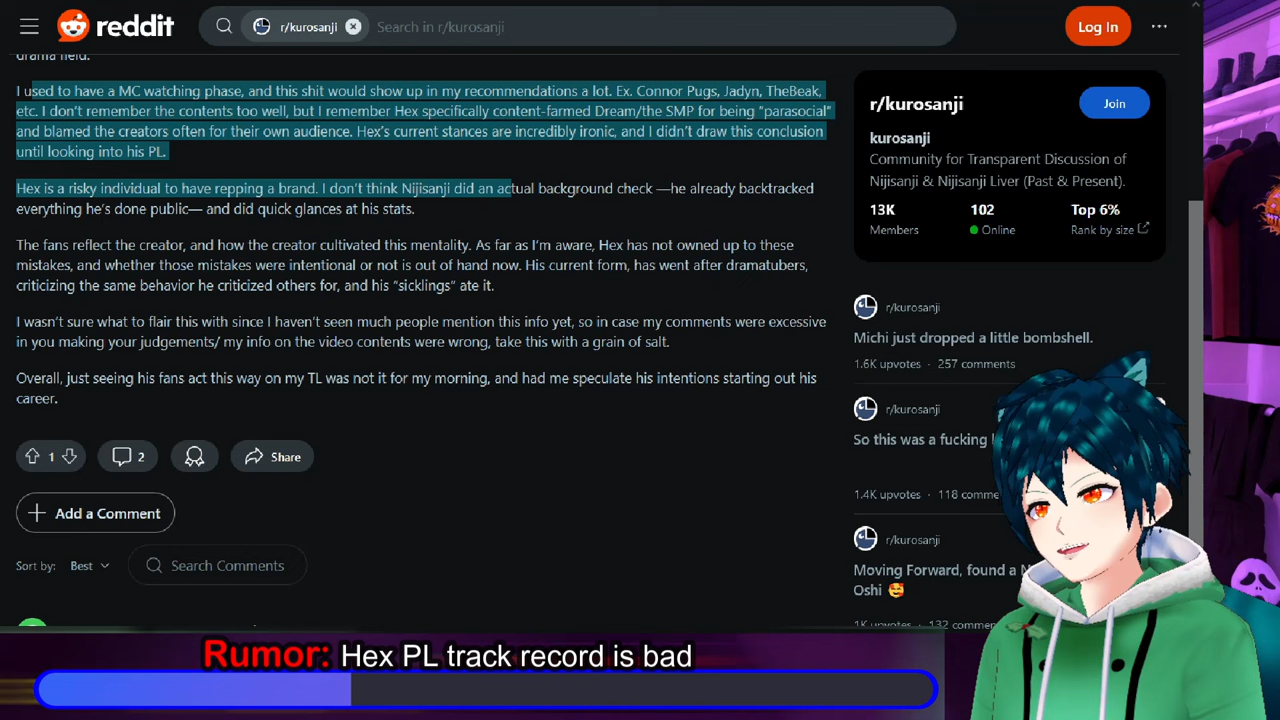 reddit
r/kurosanji
Search in r/kurosanji
Log In
drama field.
I used to have a MC watching phase, and this shit would show up in my recommendations a lot. Ex. Connor Pugs, Jadyn, TheBeak,
etc. I don't remember the contents too well, but I remember Hex specifically content-farmed Dream/the SMP for being "parasocial"
and blamed the creators often for their own audience. Hex's current stances are incredibly ironic, and I didn't draw this conclusion
until looking into his PL.
Hex is a risky individual to have repping a brand. I don't think Nijisanji did an actual background check —he already backtracked
everything he's done public— and did quick glances at his stats.
The fans reflect the creator, and how the creator cultivated this mentality. As far as I'm aware, Hex has not owned up to these
mistakes, and whether those mistakes were intentional or not is out of hand now. His current form, has went after dramatubers,
criticizing the same behavior he criticized others for, and his "sicklings" ate it.
I wasn't sure what to flair this with since I haven't seen much people mention this info yet, so in case my comments were excessive
in you making your judgements/ my info on the video contents were wrong, take this with a grain of salt.
Overall, just seeing his fans act this way on my TL was not it for my morning, and had me speculate his intentions starting out his
career.
1
2
Share
Add a Comment
Sort by:
Best
Search Comments
r/kurosanji
Join
kurosanji
Community for Transparent Discussion of
Nijisanji & Nijisanji Liver (Past & Present).
13K
102
Top 6%
Members
Online
Rank by size
r/kurosanji
Michi just dropped a little bombshell.
1.6K upvotes · 257 comments
r/kurosanji
So this was a fucking
1.4K upvotes · 118 comme
r/kurosanji
Moving Forward, found a N
Oshi 🥰
1K upvotes · 132 comme
Rumor: Hex PL track record is bad